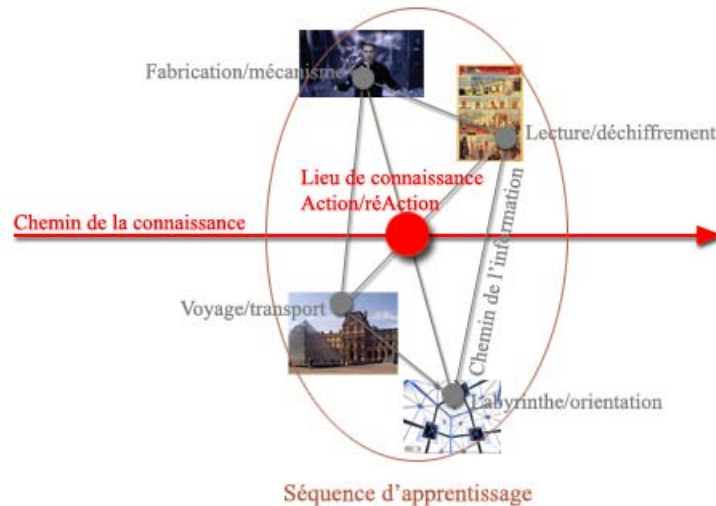 Fabrication/mécanisme
Lecture/déchiffrement
Lieu de connaissance
Action/réAction
Chemin de la connaissance
Chemin de l’information
Voyage/transport
Labyrinthe/orientation
Séquence d’apprentissage